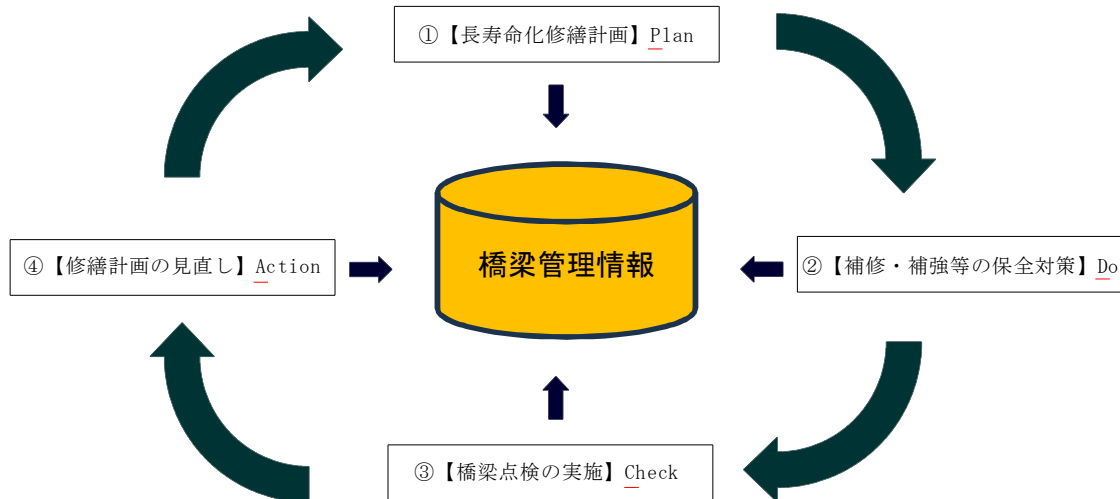 ①【長寿命化修繕計画】Plan
④【修繕計画の見直し】Action
橋梁管理情報
②【補修・補強等の保全対策】Do
③【橋梁点検の実施】Check